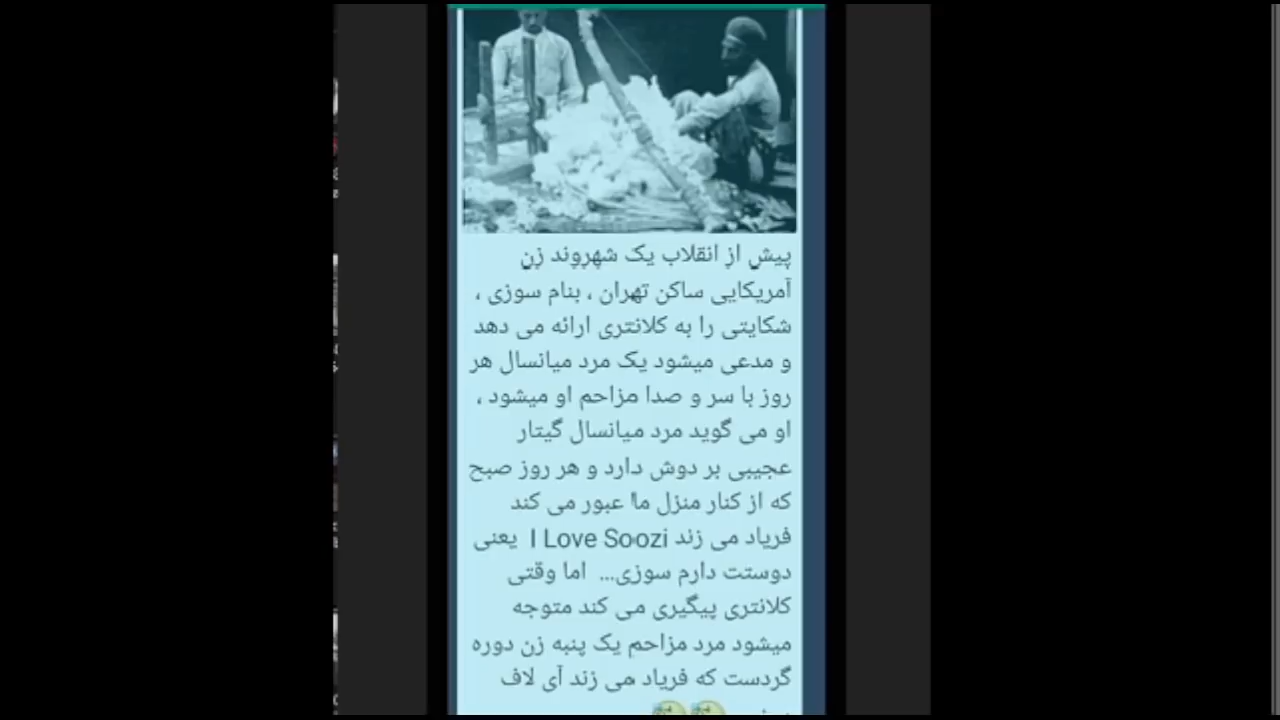 پیش از انقلاب یک شهروند زن
آمریکایی ساکن تهران ، بنام سوزی ،
شکایتی را به کلانتری ارائه می دهد
و مدعی میشود یک مرد میانسال هر
روز با سر و صدا مزاحم او میشود ،
او می گوید مرد میانسال گیتار
عجیبی بر دوش دارد و هر روز صبح
که از کنار منزل ما عبور می کند
فریاد می زند I Love Soozi یعنی
دوستت دارم سوزی... اما وقتی
کلانتری پیگیری می کند متوجه
میشود مرد مزاحم یک پنبه زن دوره
گردست که فریاد می زند آی لاف